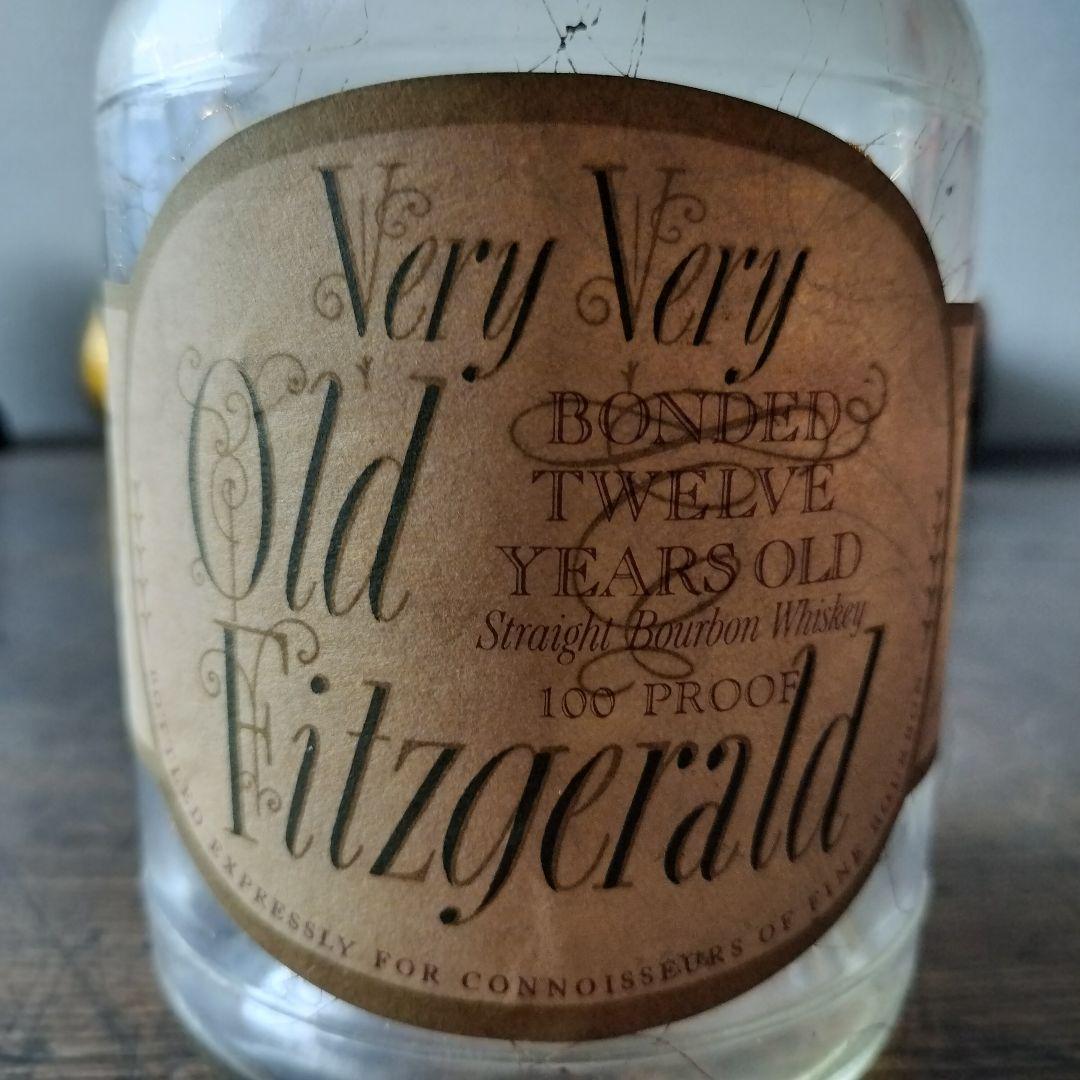 Very Very
Old
Fitzgerald
BONDED
TWELVE
YEARS OLD
Straight Bourbon Whiskey
100 PROOF
BOTTLED EXPRESSLY FOR CONNOISSEURS OF FINE BOURBON